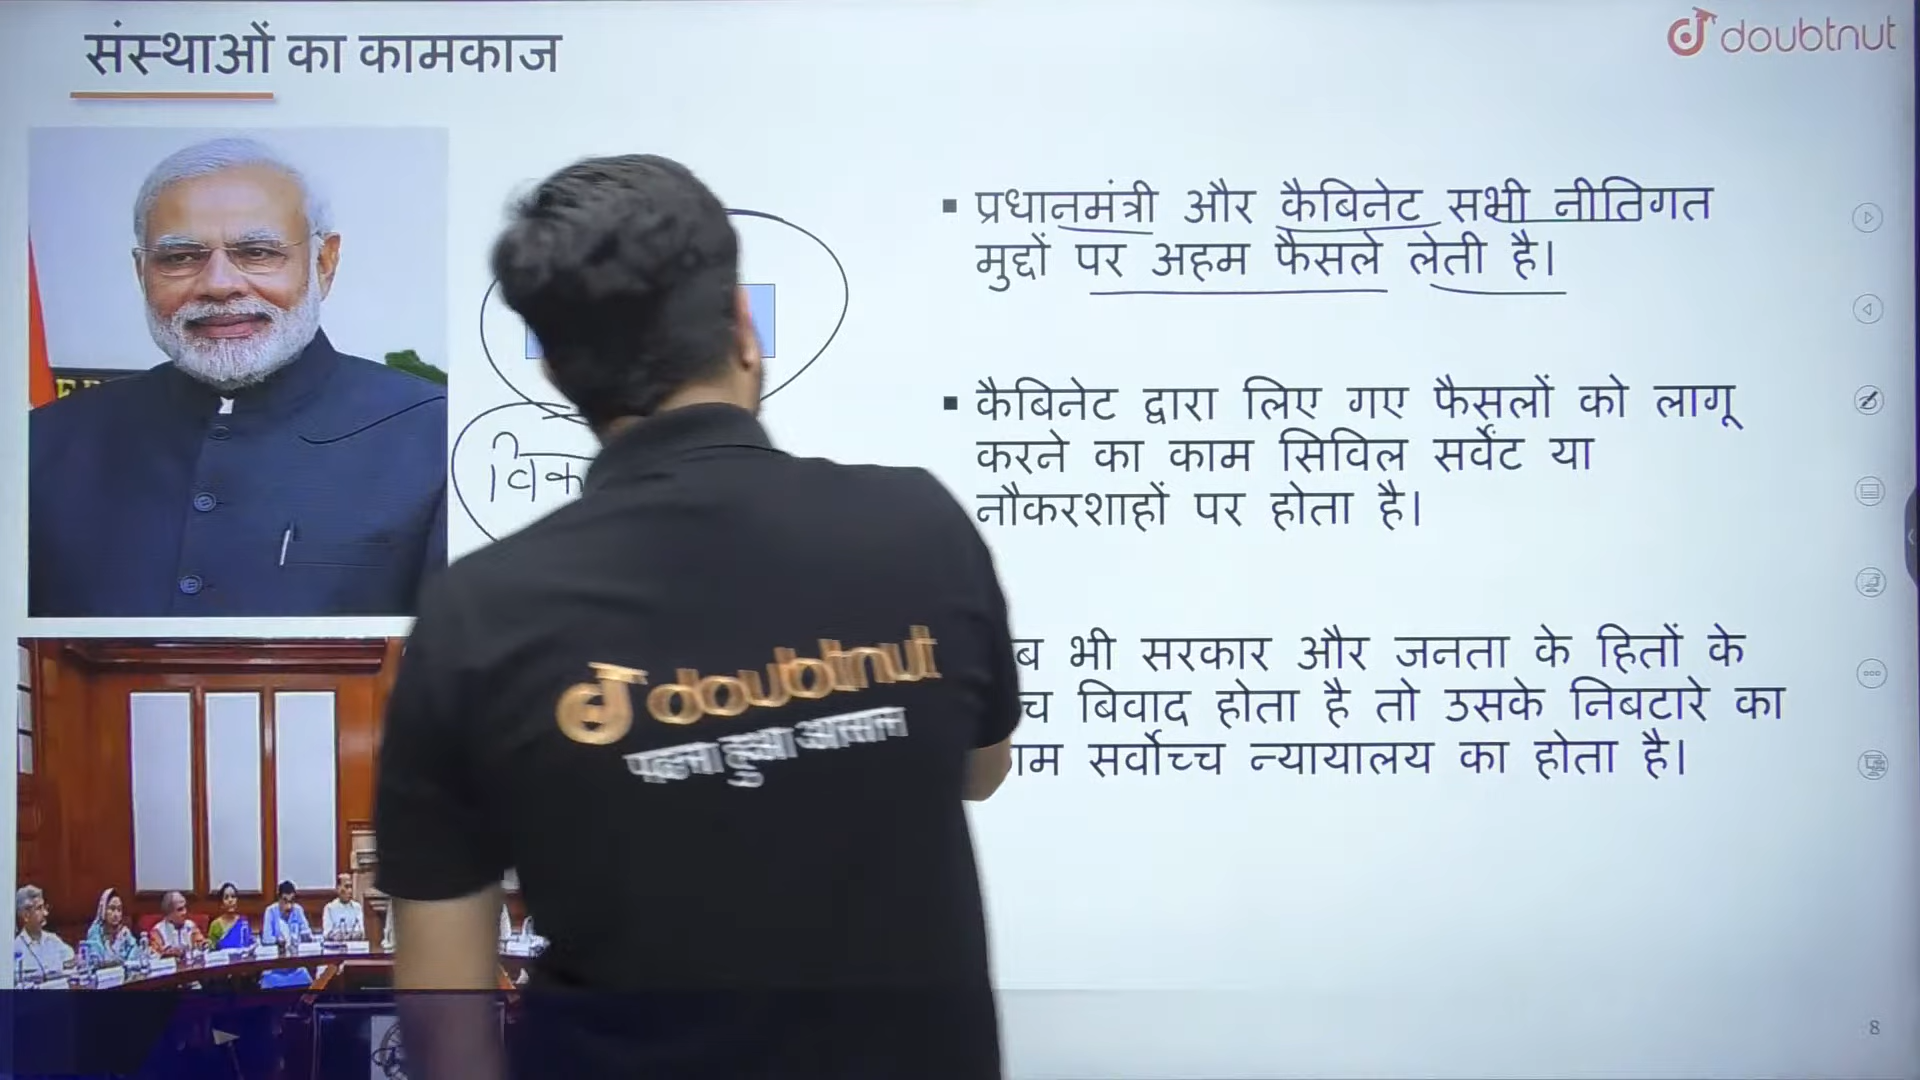 संस्थाओं का कामकाज
doubtnut
▪ प्रधानमंत्री और कैबिनेट सभी नीतिगत
मुद्दों पर अहम फैसले लेती है।
▪ कैबिनेट द्वारा लिए गए फैसलों को लागू
करने का काम सिविल सर्वेंट या
नौकरशाहों पर होता है।
भी सरकार और जनता के हितों के
बिवाद होता है तो उसके निबटारे का
सर्वोच्च न्यायालय का होता है।
doubtnut
पढ़ना हुआ आसान
8